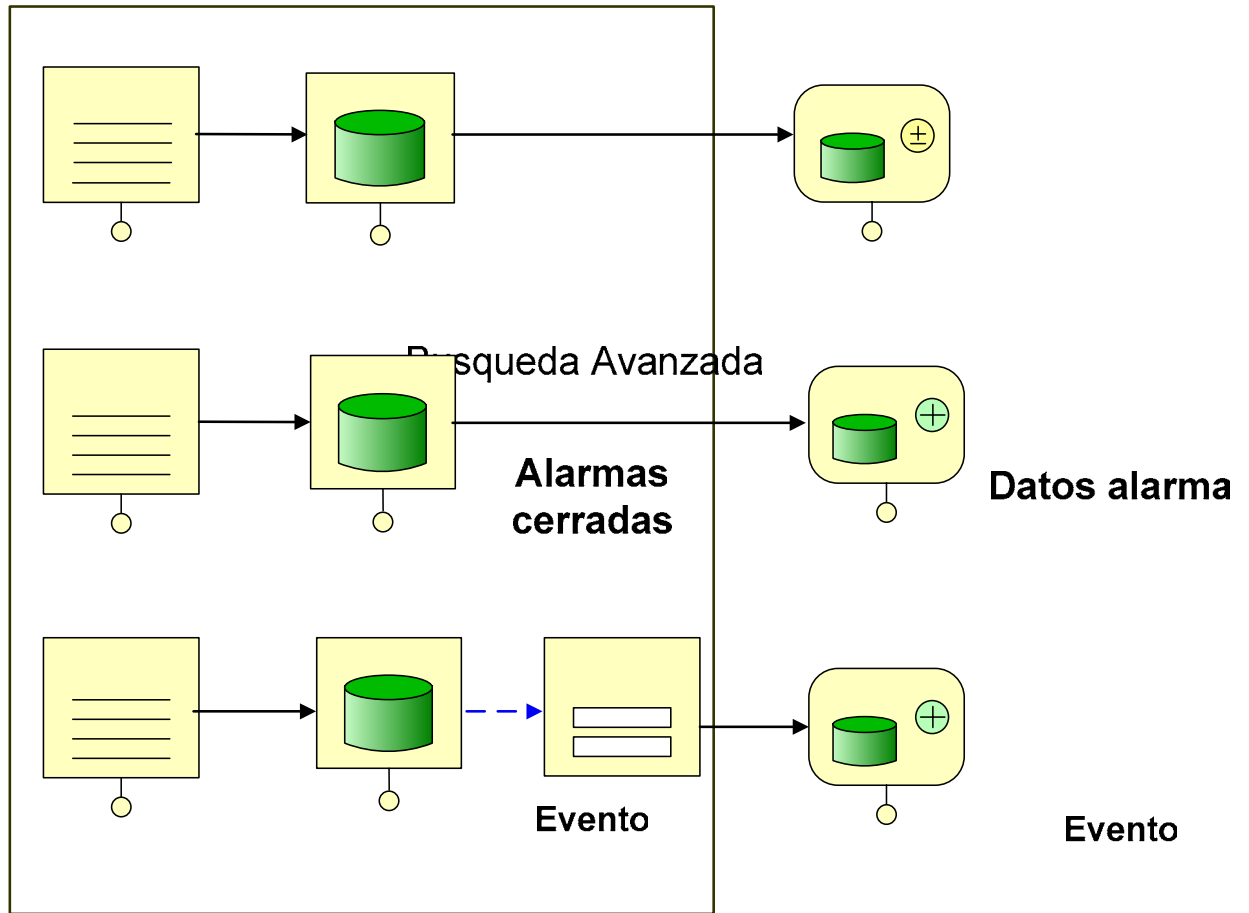 Busqueda Avanzada
Alarmas
cerradas
Datos alarma
Evento
Evento